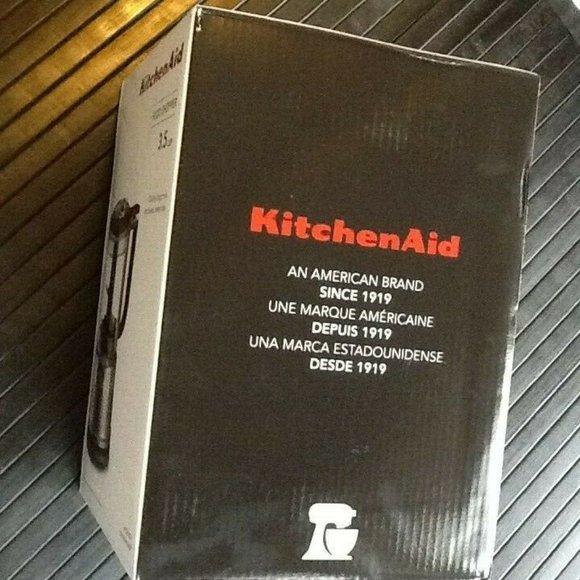 KitchenAid
3.5
KitchenAid
AN AMERICAN BRAND
SINCE 1919
UNE MARQUE AMÉRICAINE
DEPUIS 1919
UNA MARCA ESTADOUNIDENSE
DESDE 1919